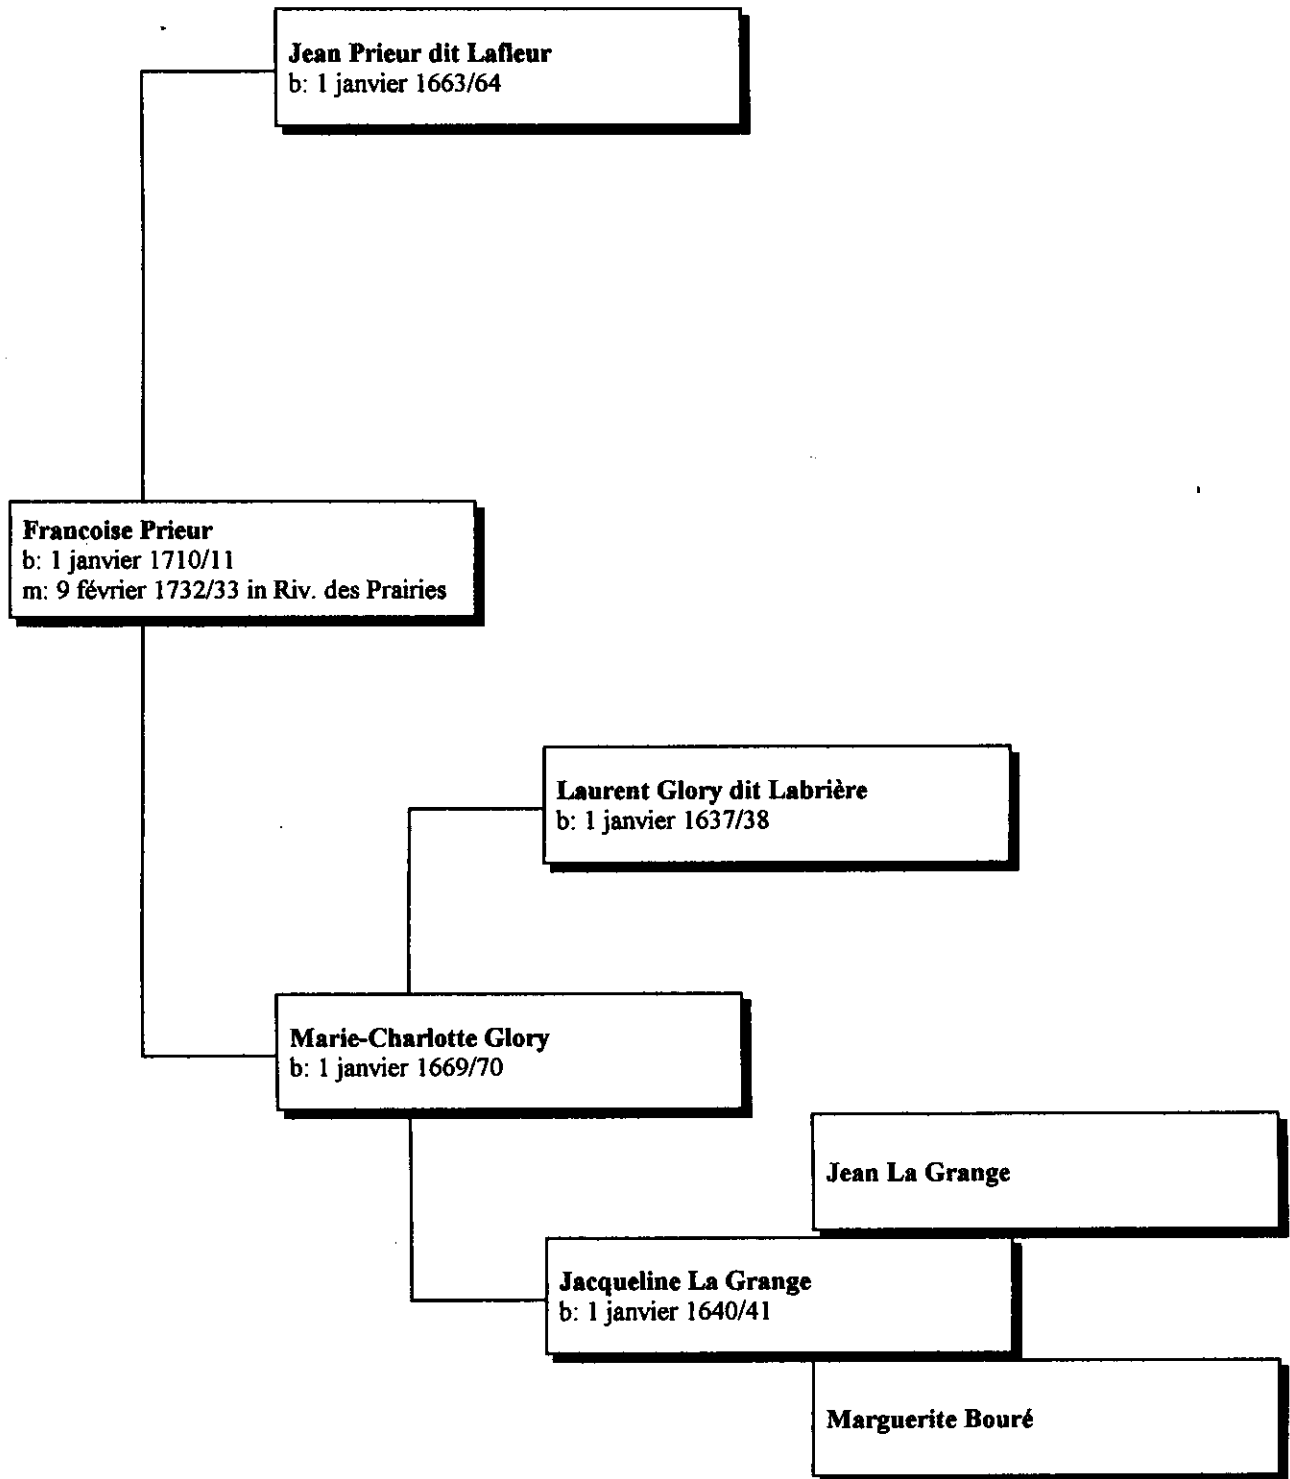 Jean Prieur dit Lafleur
b: 1 janvier 1663/64
Francoise Prieur
b: 1 janvier 1710/11
m: 9 février 1732/33 in Riv. des Prairies
Laurent Glory dit Labrière
b: 1 janvier 1637/38
Marie-Charlotte Glory
b: 1 janvier 1669/70
Jean La Grange
Jacqueline La Grange
b: 1 janvier 1640/41
Marguerite Bouré